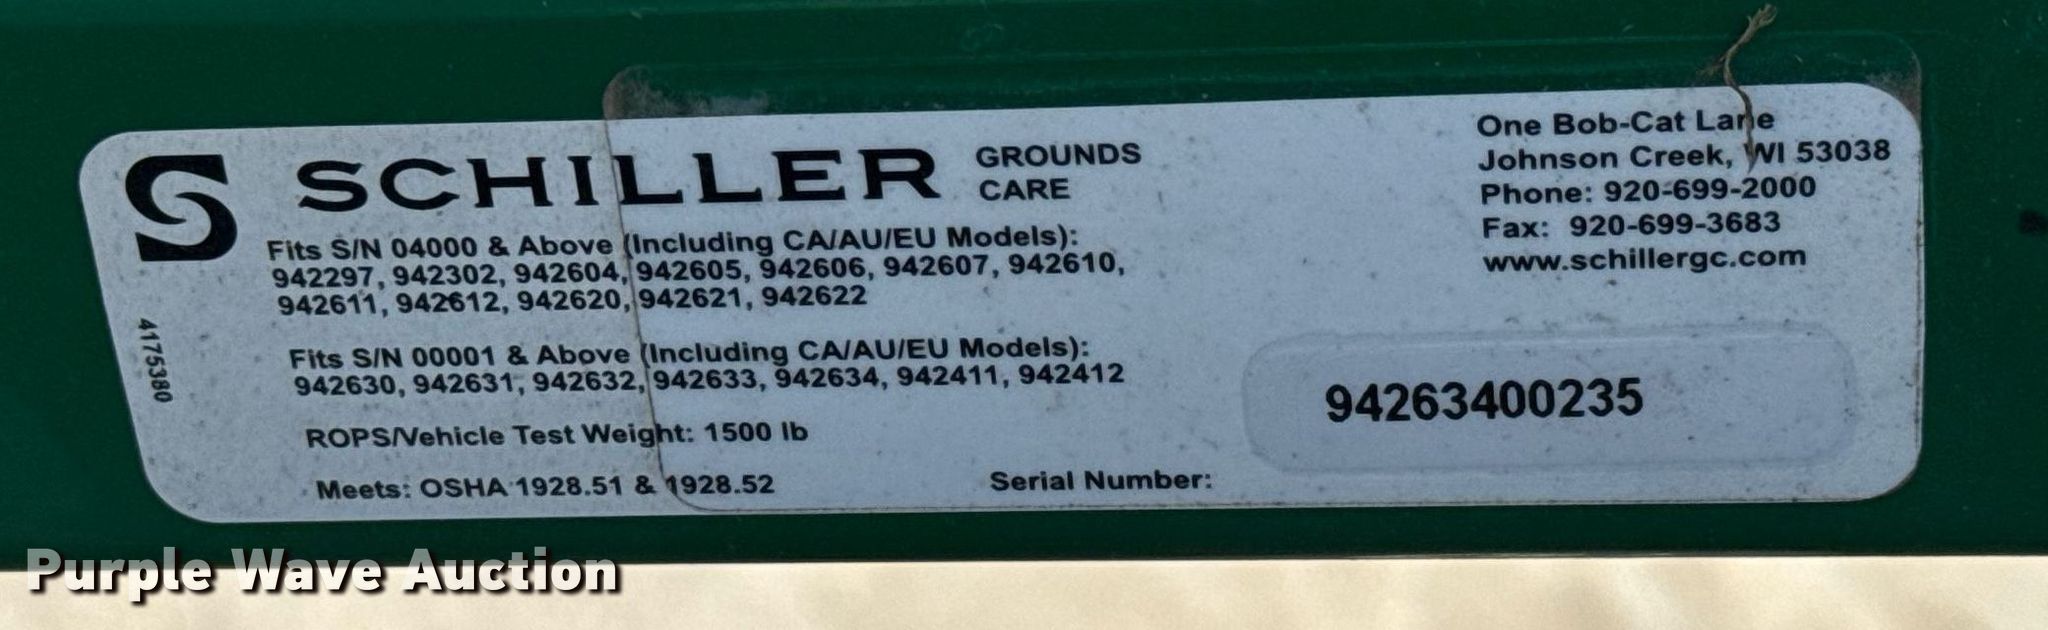 SCHILLER GROUNDS CARE
Fits S/N 04000 & Above (Including CA/AU/EU Models):
942297, 942302, 942604, 942605, 942606, 942607, 942610,
942611, 942612, 942620, 942621, 942622
4175380
Fits S/N 00001 & Above (Including CA/AU/EU Models):
942630, 942631, 942632, 942633, 942634, 942411, 942412
ROPS/Vehicle Test Weight: 1500 lb
Meets: OSHA 1928.51 & 1928.52
One Bob-Cat Lane
Johnson Creek, WI 53038
Phone: 920-699-2000
Fax: 920-699-3683
www.schillergc.com
94263400235
Serial Number:
Purple Wave Auction